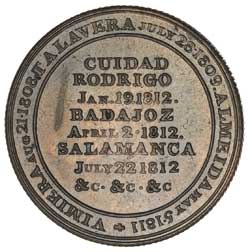 VIMIERA AUG 21·1808·TALAVERA JULY 28·1809·ALMEIDA MAY 5 1811
CUIDAD
RODRIGO
JAN. 19. 1812.
BADAJOZ
APRIL 2·1812.
SALAMANCA
JULY 22 1812
&C· &C· &C